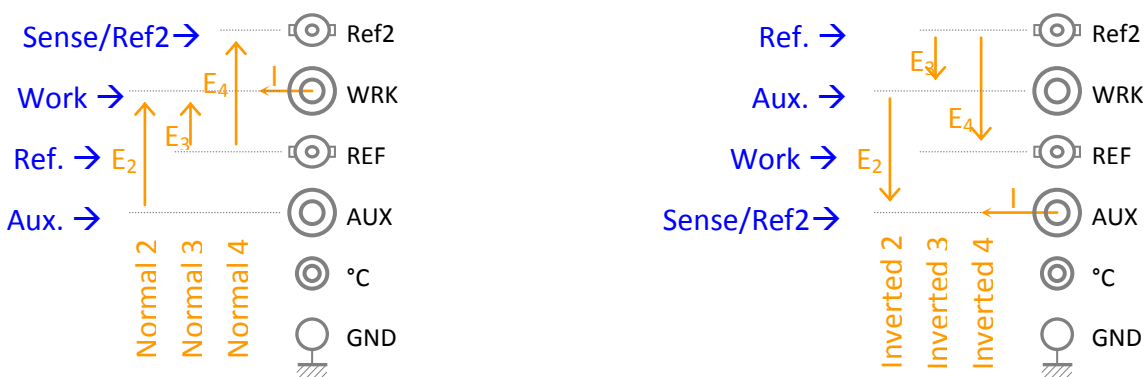 Sense/Ref2→ Ref2
Work → WRK
Ref. → REF
Aux. → AUX
°C
GND
E2
E3
E4
I
Normal 2
Normal 3
Normal 4
Ref. → Ref2
Aux. → WRK
Work → REF
Sense/Ref2→ AUX
°C
GND
E2
E3
E4
I
Inverted 2
Inverted 3
Inverted 4